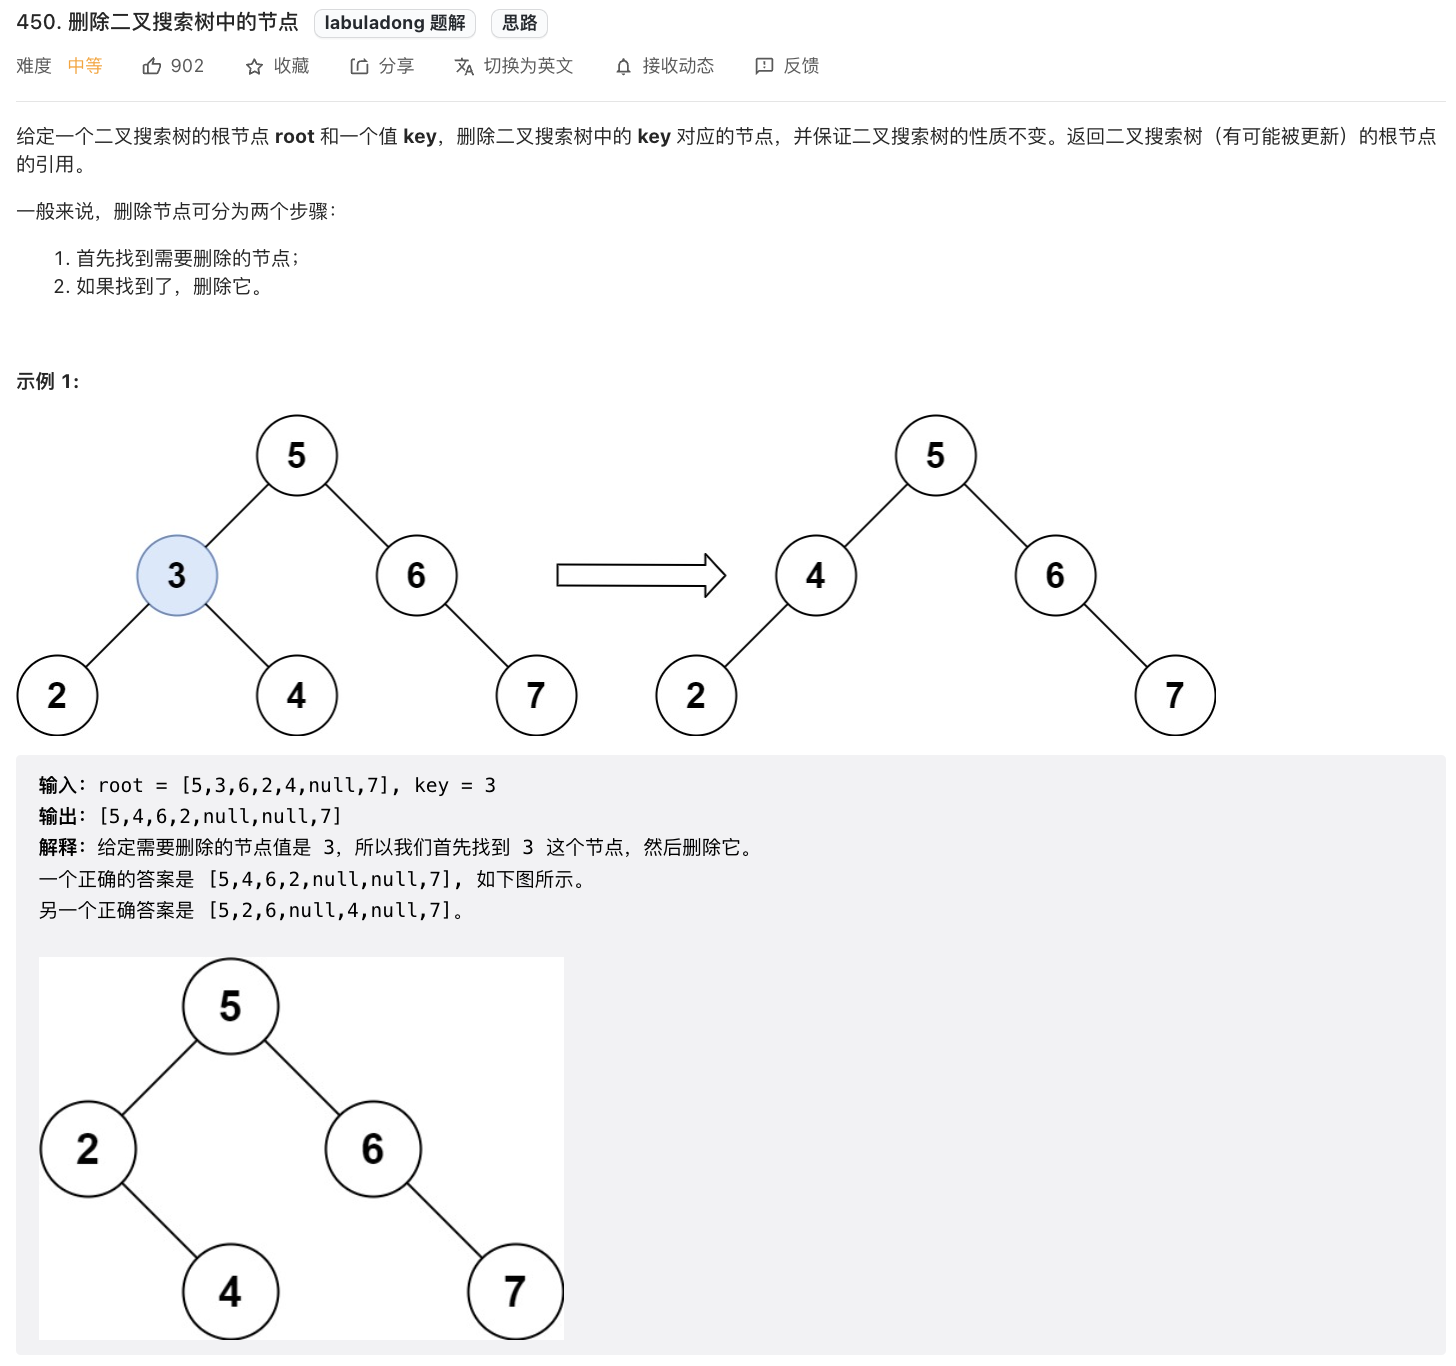 450. 删除二叉搜索树中的节点 labuladong 题解 思路
难度 中等 902 收藏 分享 切换为英文 接收动态 反馈
给定一个二叉搜索树的根节点 root 和一个值 key，删除二叉搜索树中的 key 对应的节点，并保证二叉搜索树的性质不变。返回二叉搜索树（有可能被更新）的根节点
的引用。
一般来说，删除节点可分为两个步骤：
1. 首先找到需要删除的节点；
2. 如果找到了，删除它。
示例 1:
5 5
3 6 4 6
2 4 7 2 7
输入：root = [5,3,6,2,4,null,7], key = 3
输出：[5,4,6,2,null,null,7]
解释：给定需要删除的节点值是 3，所以我们首先找到 3 这个节点，然后删除它。
一个正确的答案是 [5,4,6,2,null,null,7], 如下图所示。
另一个正确答案是 [5,2,6,null,4,null,7]。
5
2 6
4 7